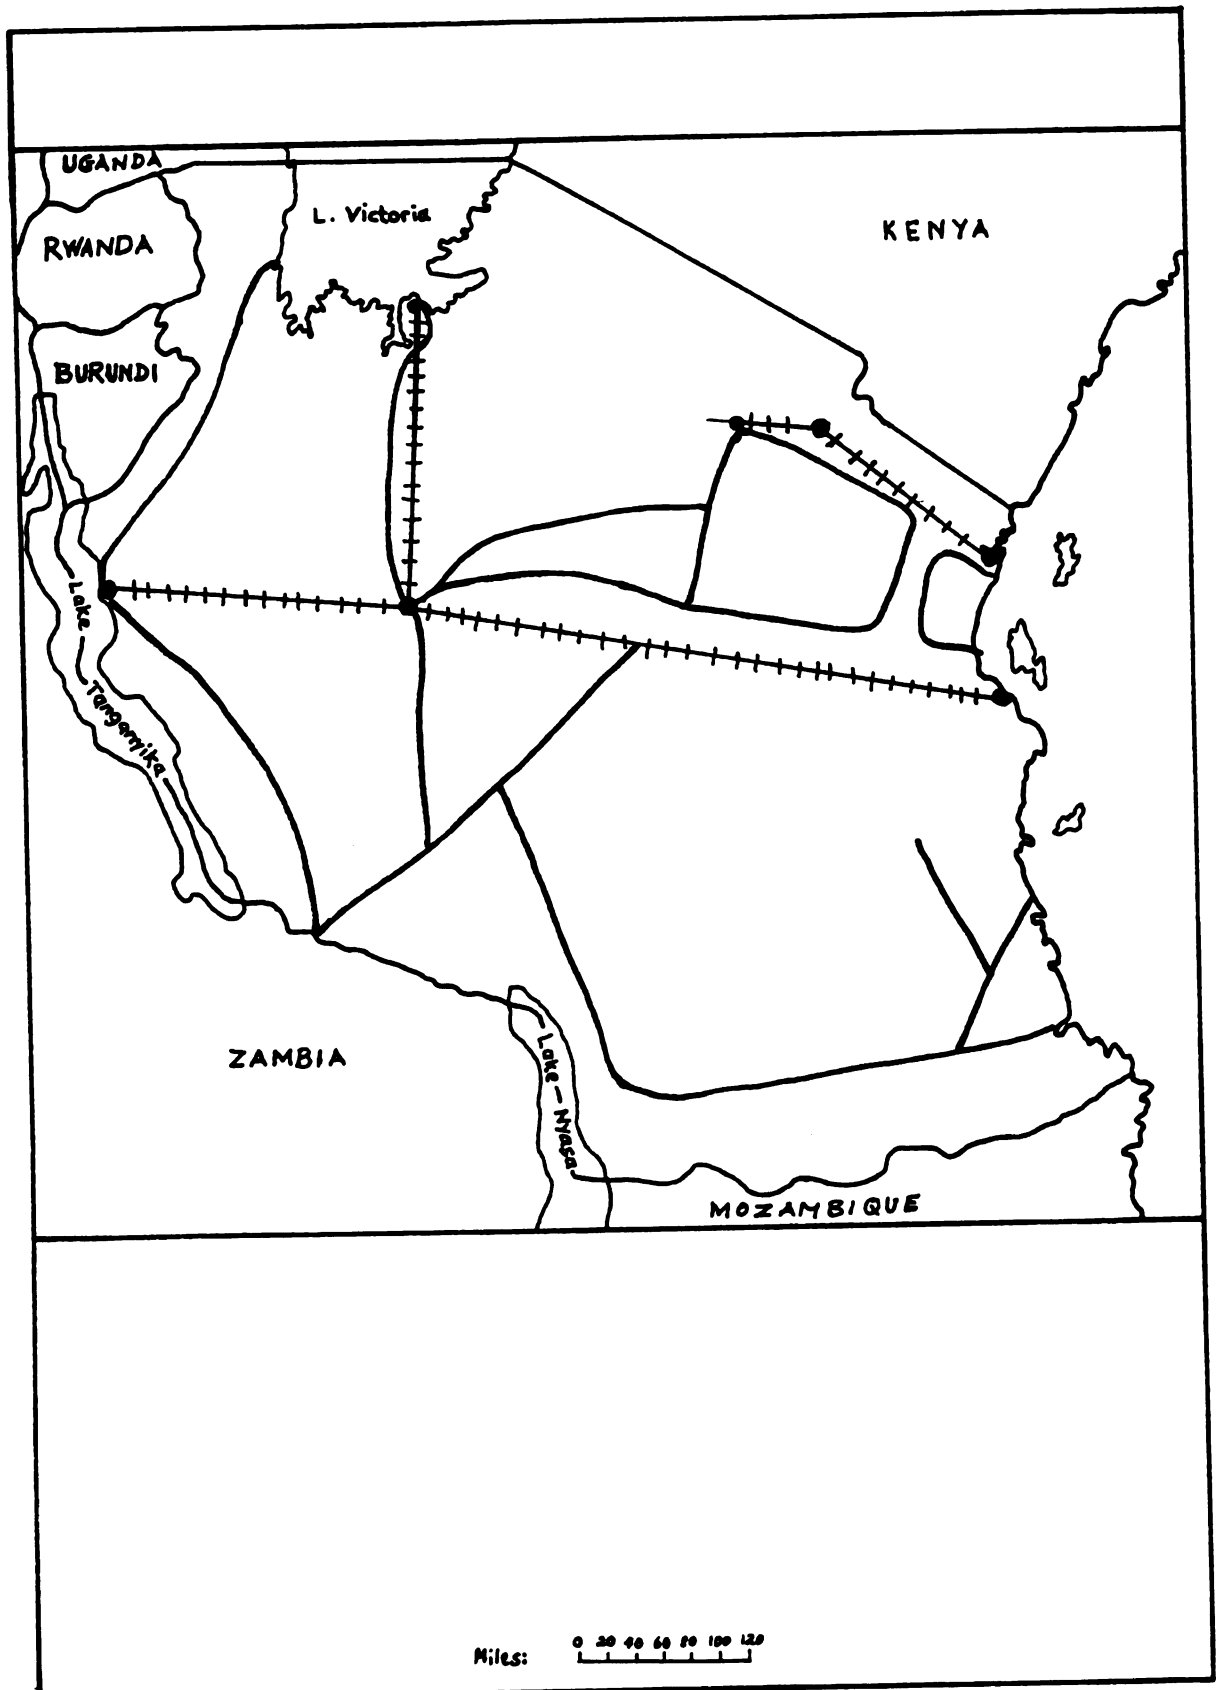 UGANDA
L. Victoria
KENYA
RWANDA
BURUNDI
Lake
Tanganyika
ZAMBIA
Lake
Nyasa
MOZAMBIQUE
0 20 40 60 80 100 120
Miles: